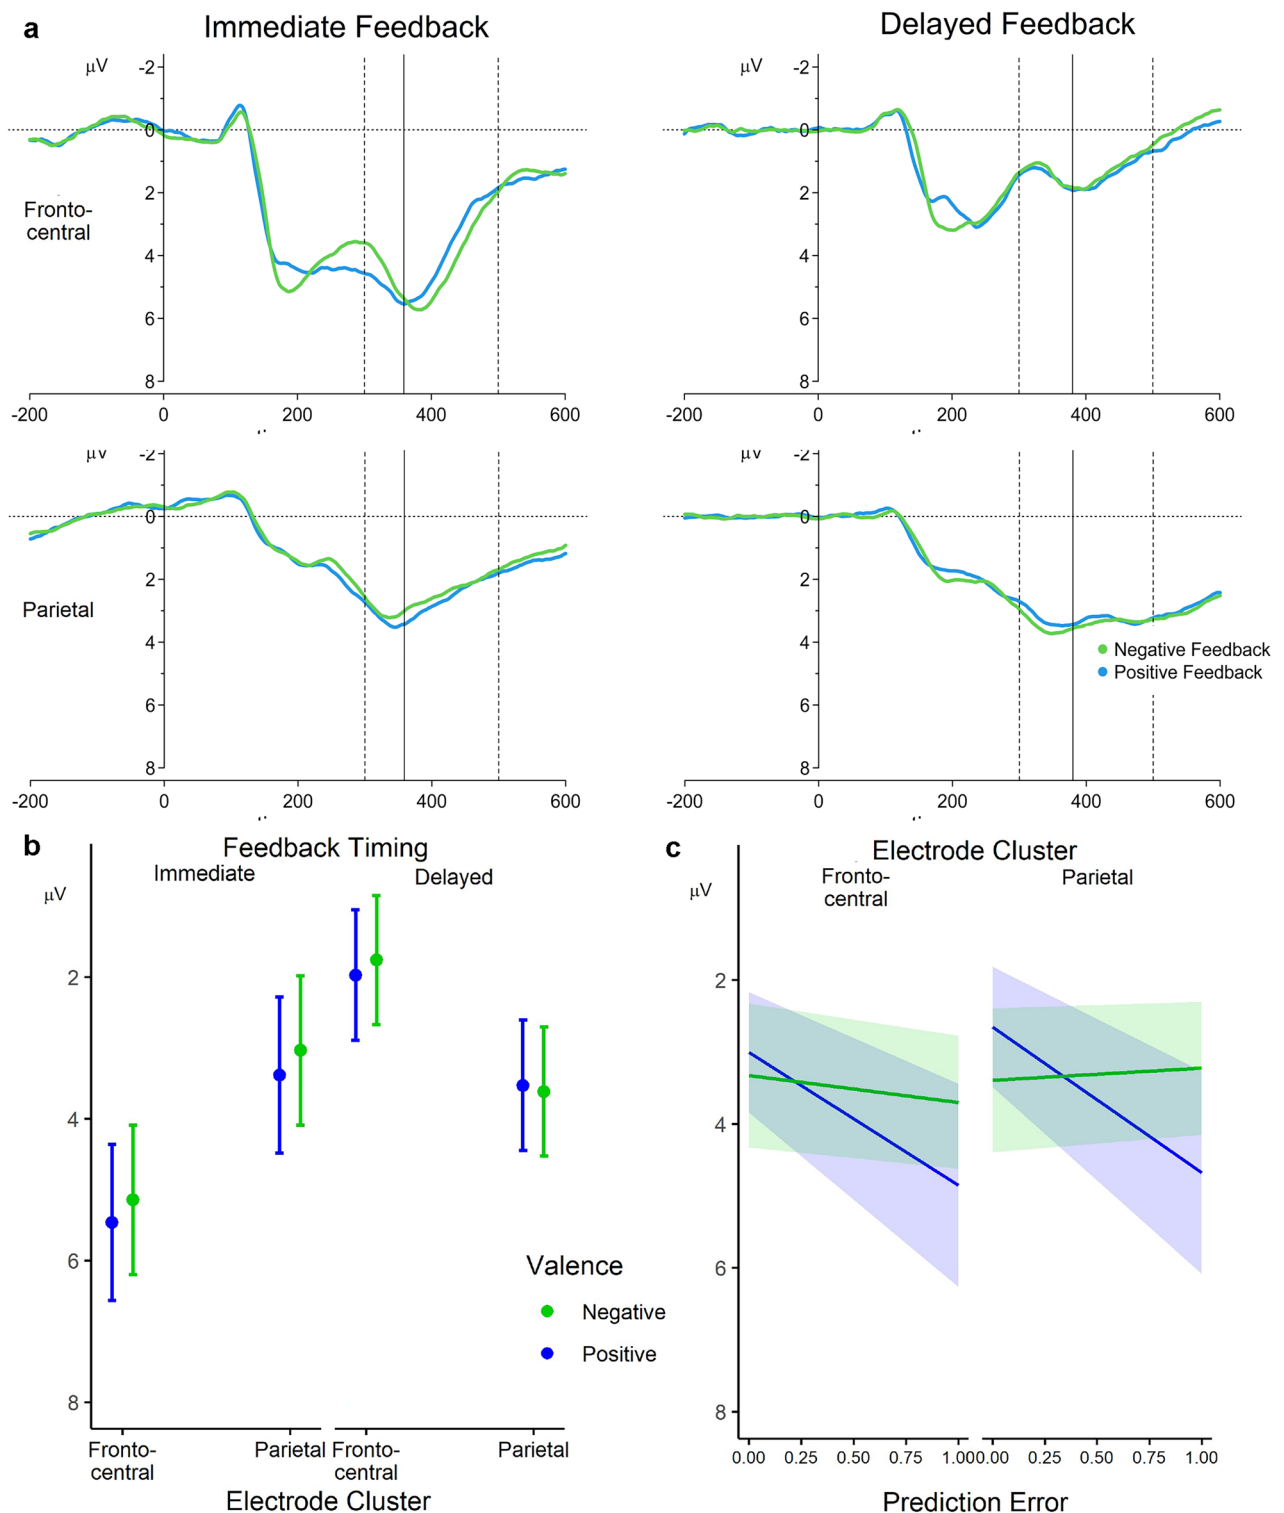 a
Immediate Feedback
Delayed Feedback
µV
-2
0
2
4
6
8
Fronto-
central
-200 0 200 400 600
µV
-2
0
2
4
6
8
-200 0 200 400 600
µV
-2
0
2
4
6
8
Parietal
-200 0 200 400 600
µV
-2
0
2
4
6
8
Negative Feedback
Positive Feedback
-200 0 200 400 600
b
Feedback Timing
Immediate
Delayed
µV
2
4
6
8
Valence
Negative
Positive
Fronto-
central
Parietal
Fronto-
central
Parietal
Electrode Cluster
c
Electrode Cluster
Fronto-
central
Parietal
µV
2
4
6
8
0.00 0.25 0.50 0.75 1.00
0.00 0.25 0.50 0.75 1.00
Prediction Error